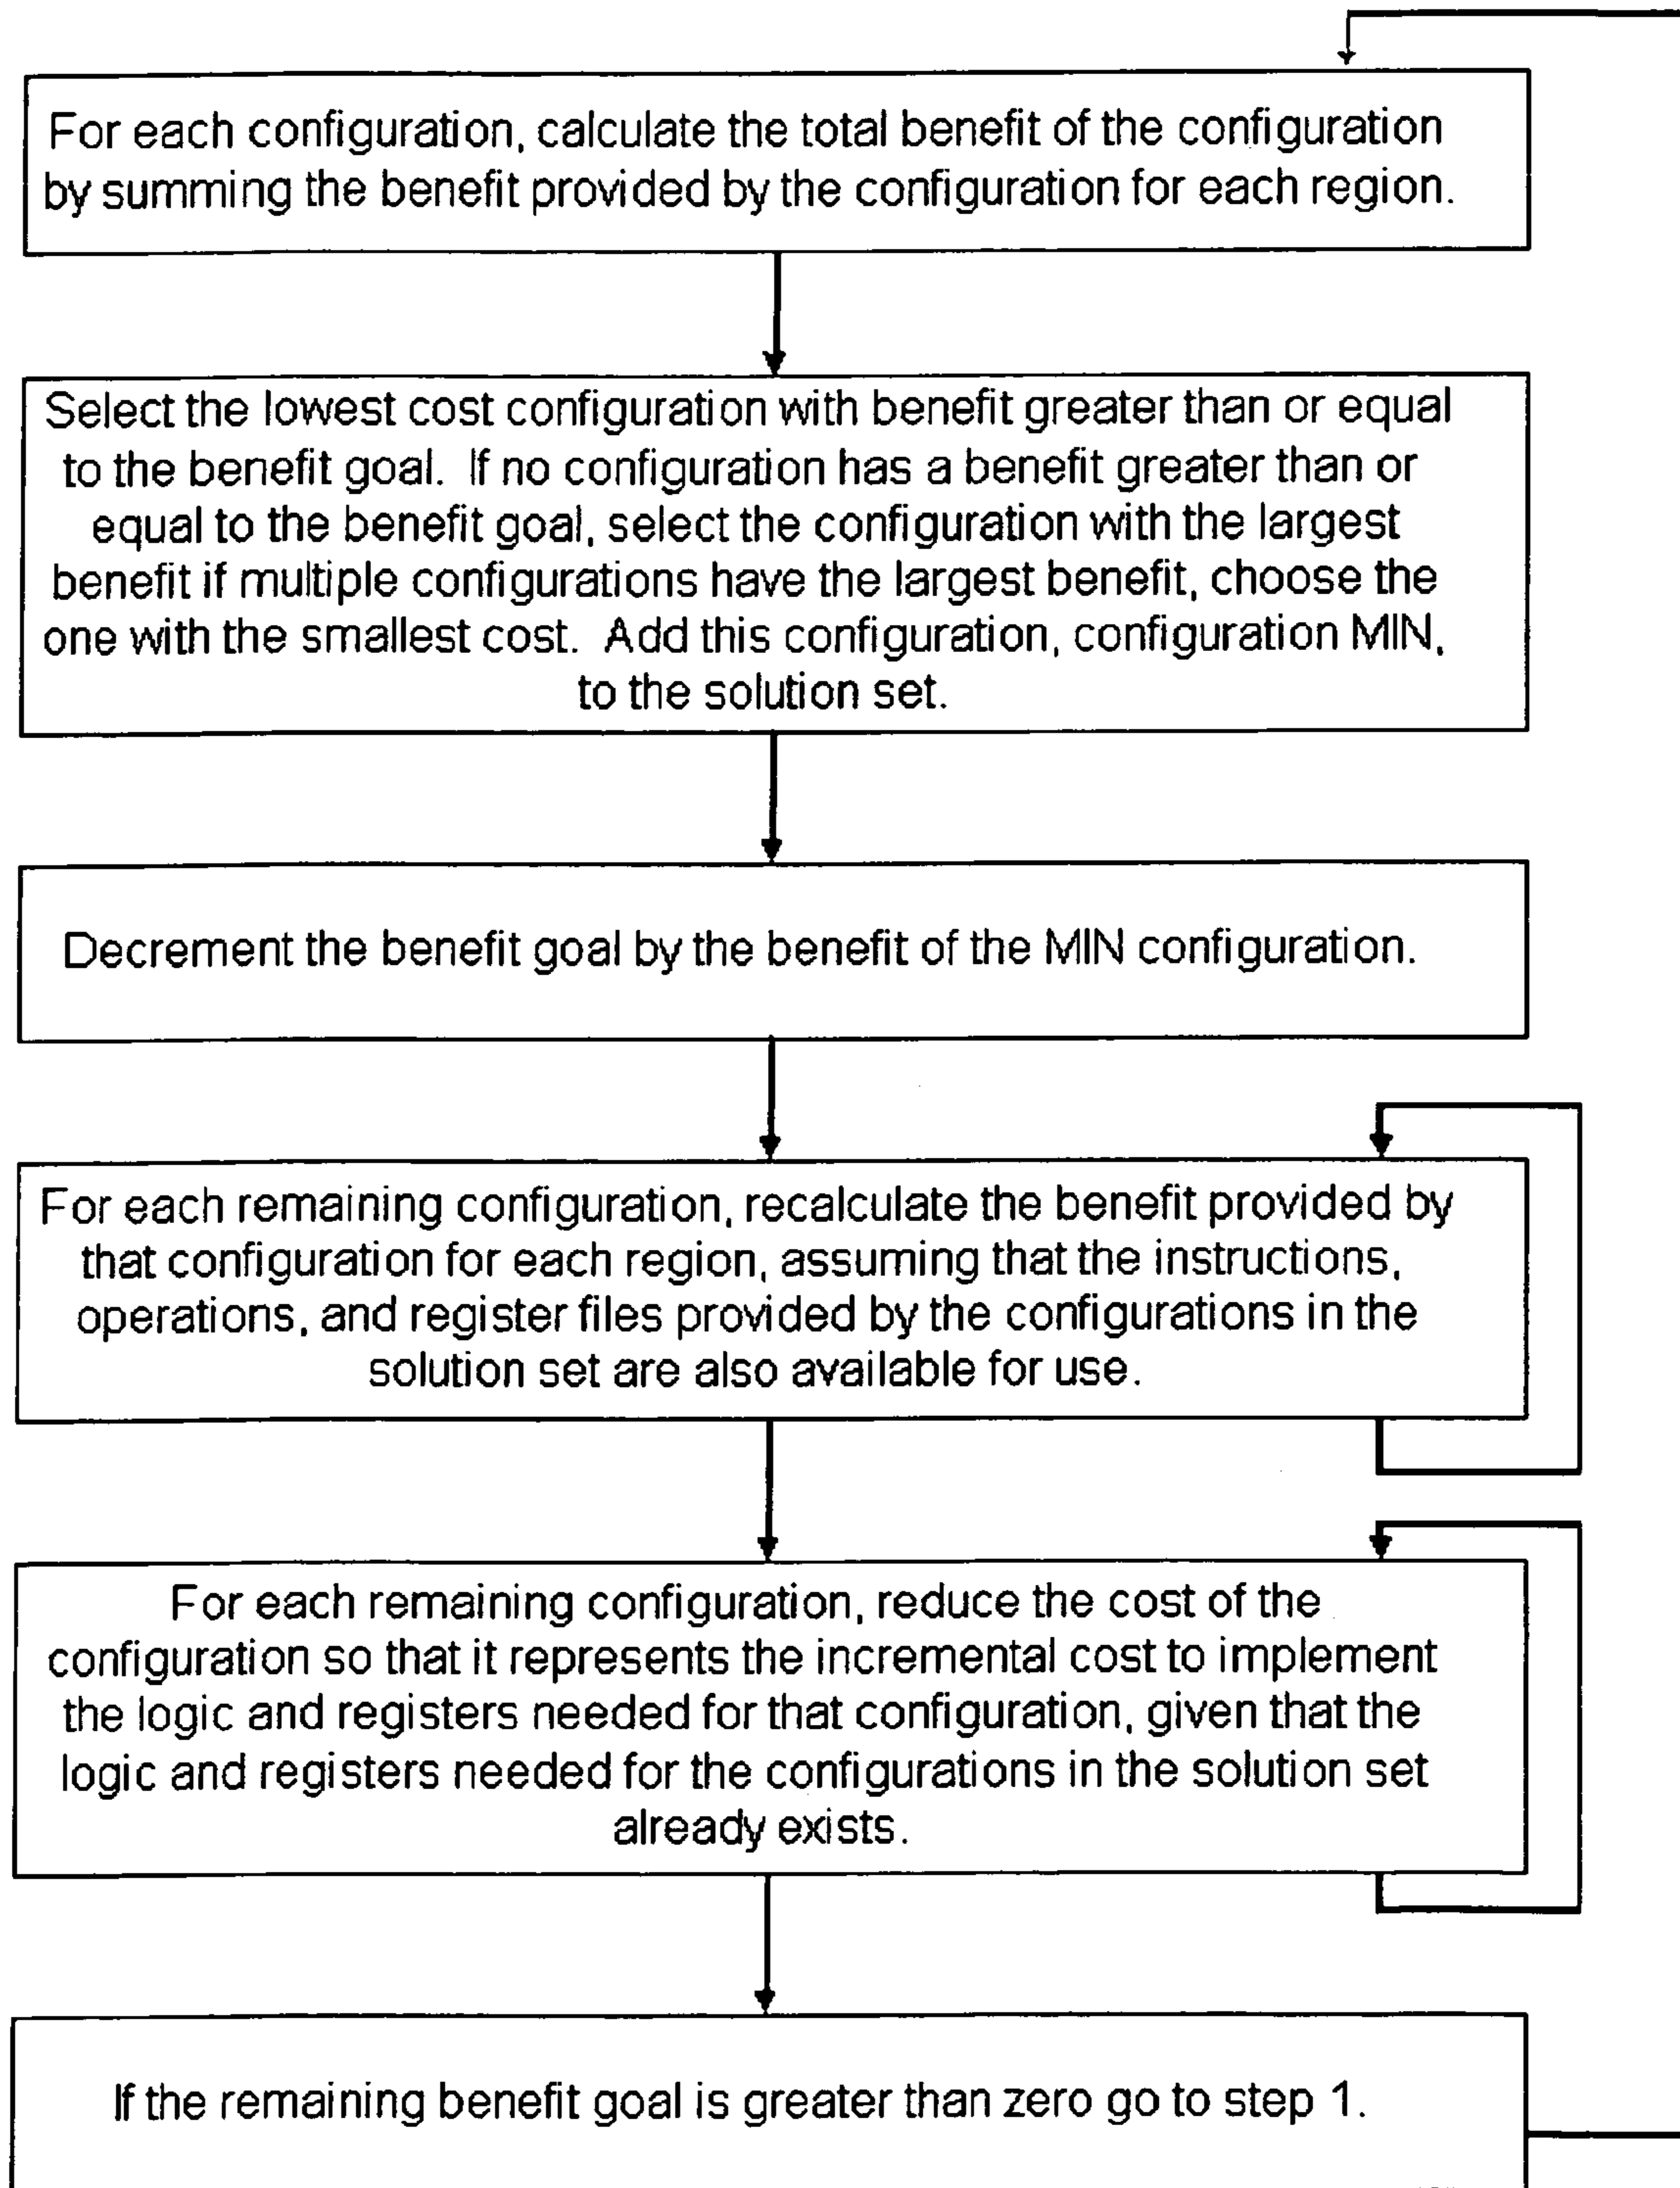 For each configuration, calculate the total benefit of the configuration
by summing the benefit provided by the configuration for each region.
Select the lowest cost configuration with benefit greater than or equal
to the benefit goal. If no configuration has a benefit greater than or
equal to the benefit goal, select the configuration with the largest
benefit if multiple configurations have the largest benefit, choose the
one with the smallest cost. Add this configuration, configuration MIN,
to the solution set.
Decrement the benefit goal by the benefit of the MIN configuration.
For each remaining configuration, recalculate the benefit provided by
that configuration for each region, assuming that the instructions,
operations, and register files provided by the configurations in the
solution set are also available for use.
For each remaining configuration, reduce the cost of the
configuration so that it represents the incremental cost to implement
the logic and registers needed for that configuration, given that the
logic and registers needed for the configurations in the solution set
already exists.
If the remaining benefit goal is greater than zero go to step 1.